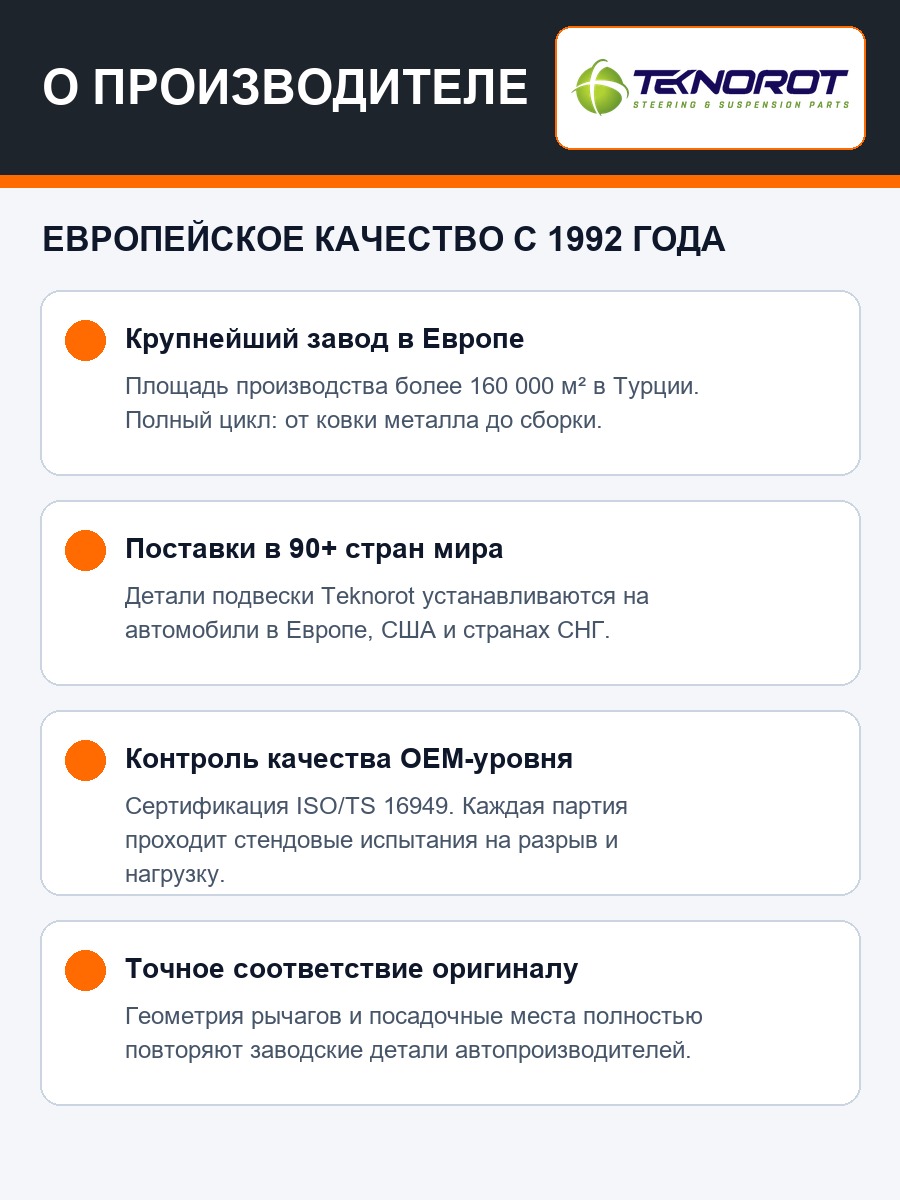 О ПРОИЗВОДИТЕЛЕ
TEKNOROT
STEERING & SUSPENSION PARTS
ЕВРОПЕЙСКОЕ КАЧЕСТВО С 1992 ГОДА
Крупнейший завод в Европе
Площадь производства более 160 000 м² в Турции.
Полный цикл: от ковки металла до сборки.
Поставки в 90+ стран мира
Детали подвески Teknorot устанавливаются на
автомобили в Европе, США и странах СНГ.
Контроль качества OEM-уровня
Сертификация ISO/TS 16949. Каждая партия
проходит стендовые испытания на разрыв и
нагрузку.
Точное соответствие оригиналу
Геометрия рычагов и посадочные места полностью
повторяют заводские детали автопроизводителей.